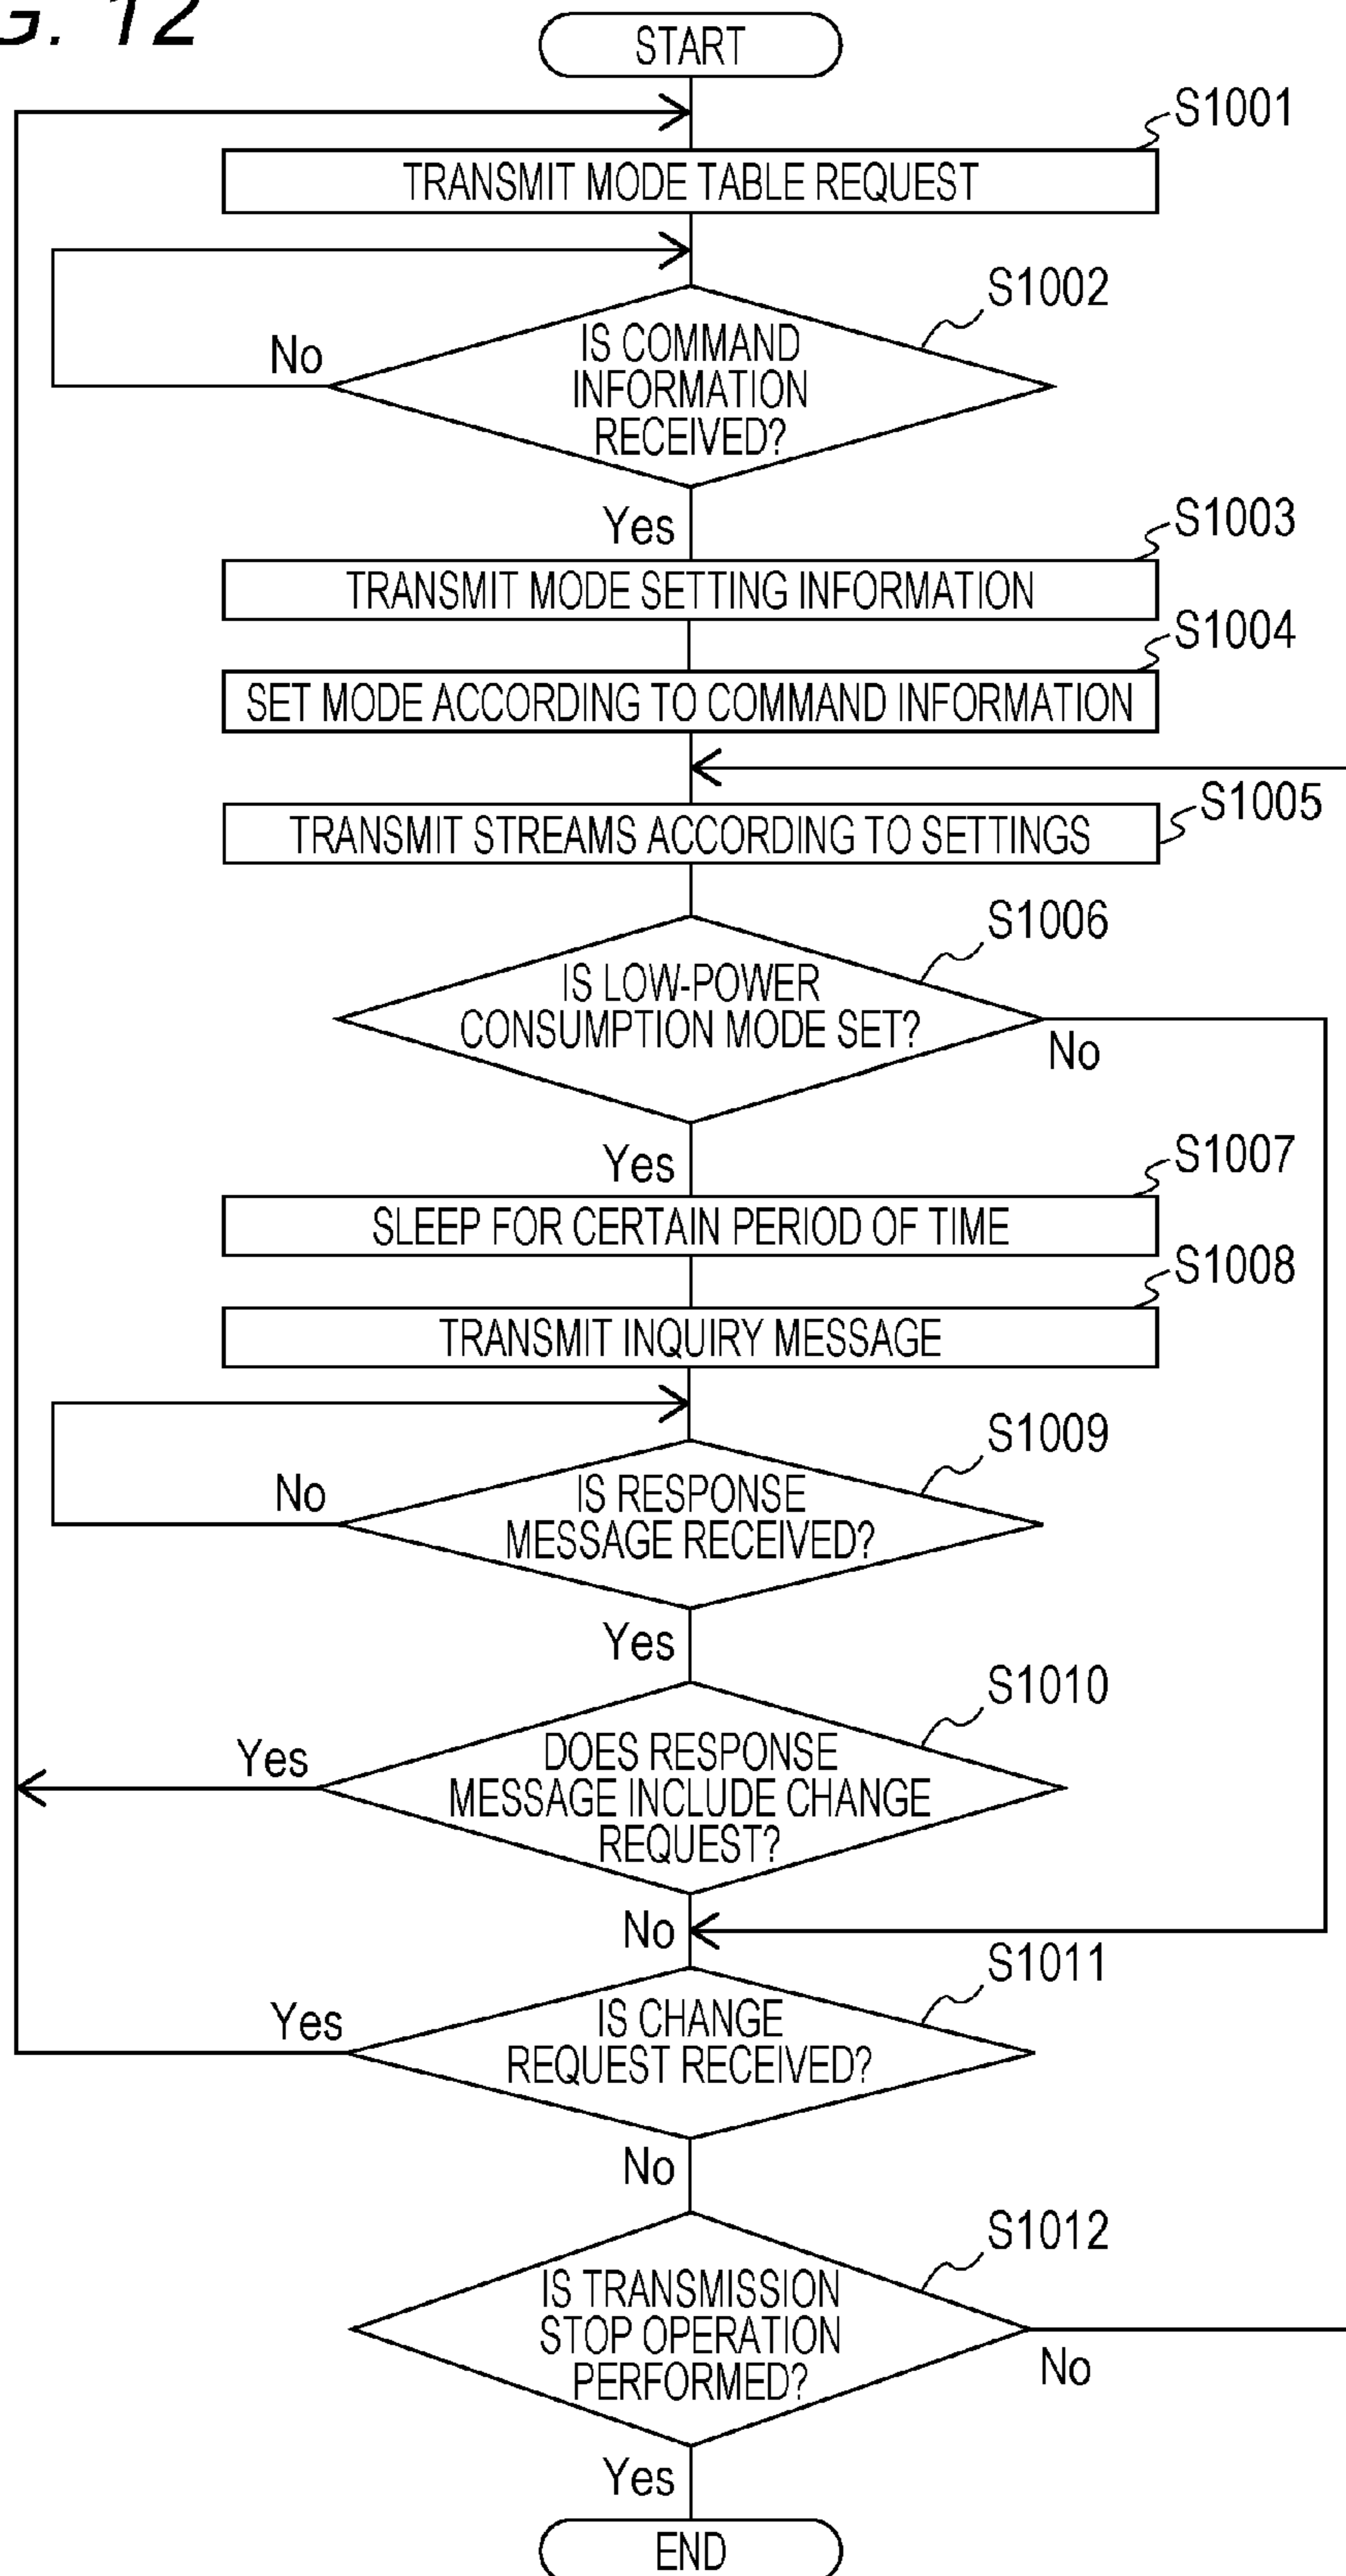 G. 12
START
S1001
TRANSMIT MODE TABLE REQUEST
S1002
IS COMMAND
INFORMATION
RECEIVED?
No
Yes
S1003
TRANSMIT MODE SETTING INFORMATION
S1004
SET MODE ACCORDING TO COMMAND INFORMATION
S1005
TRANSMIT STREAMS ACCORDING TO SETTINGS
S1006
IS LOW-POWER
CONSUMPTION MODE SET?
No
Yes
S1007
SLEEP FOR CERTAIN PERIOD OF TIME
S1008
TRANSMIT INQUIRY MESSAGE
S1009
No
IS RESPONSE
MESSAGE RECEIVED?
Yes
S1010
Yes
DOES RESPONSE
MESSAGE INCLUDE CHANGE
REQUEST?
No
S1011
Yes
IS CHANGE
REQUEST RECEIVED?
No
S1012
IS TRANSMISSION
STOP OPERATION
PERFORMED?
No
Yes
END